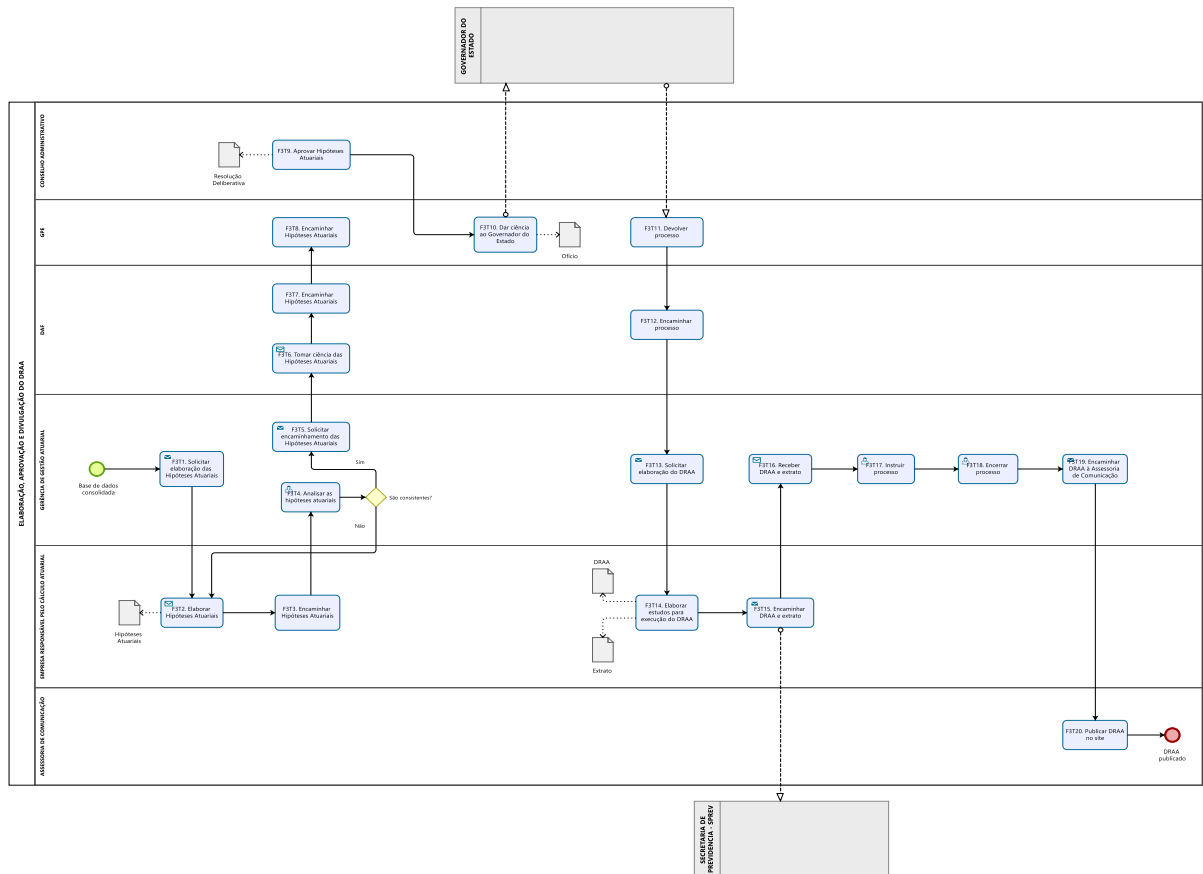 GOVERNADOR DO
ESTADO
ELABORAÇÃO, APROVAÇÃO E DIVULGAÇÃO DO DRAA
CONSELHO ADMINISTRATIVO
F3T9. Aprovar Hipóteses
Atuariais
Resolução
Deliberativa
GPE
F3T8. Encaminar
Hipóteses Atuariais
F3T10. Dar ciência
ao Governador do
Estado
Ofício
F3T11. Devolver
processo
DAF
F3T7. Encaminar
Hipóteses Atuariais
F3T6. Tomar ciência das
Hipóteses Atuariais
F3T12. Encaminhar
processo
GERÊNCIA DE GESTÃO ATUARIAL
Base de dados
consolidada
F3T1. Solicitar
elaboração das
Hipóteses Atuariais
F3T5. Solicitar
encaminhamento das
Hipóteses Atuariais
Sim
F3T4. Analisar as
hipóteses atuariais
São consistentes?
Não
F3T13. Solicitar
elaboração do DRAA
F3T16. Receber
DRAA e extrato
F3T17. Instruir
processo
F3T18. Encerrar
processo
F3T19. Encaminhar
DRAA à Assessoria
de Comunicação
EMPRESA RESPONSÁVEL PELO CÁLCULO ATUARIAL
Hipóteses
Atuariais
F3T2. Elaborar
Hipóteses Atuariais
F3T3. Encaminhar
Hipóteses Atuariais
DRAA
F3T14. Elaborar
estudos para
execução do DRAA
Extrato
F3T15. Encaminhar
DRAA e extrato
ASSESSORIA DE COMUNICAÇÃO
F3T20. Publicar DRAA
no site
DRAA
publicado
SECRETARIA DE
PREVIDENCIA - SPREV